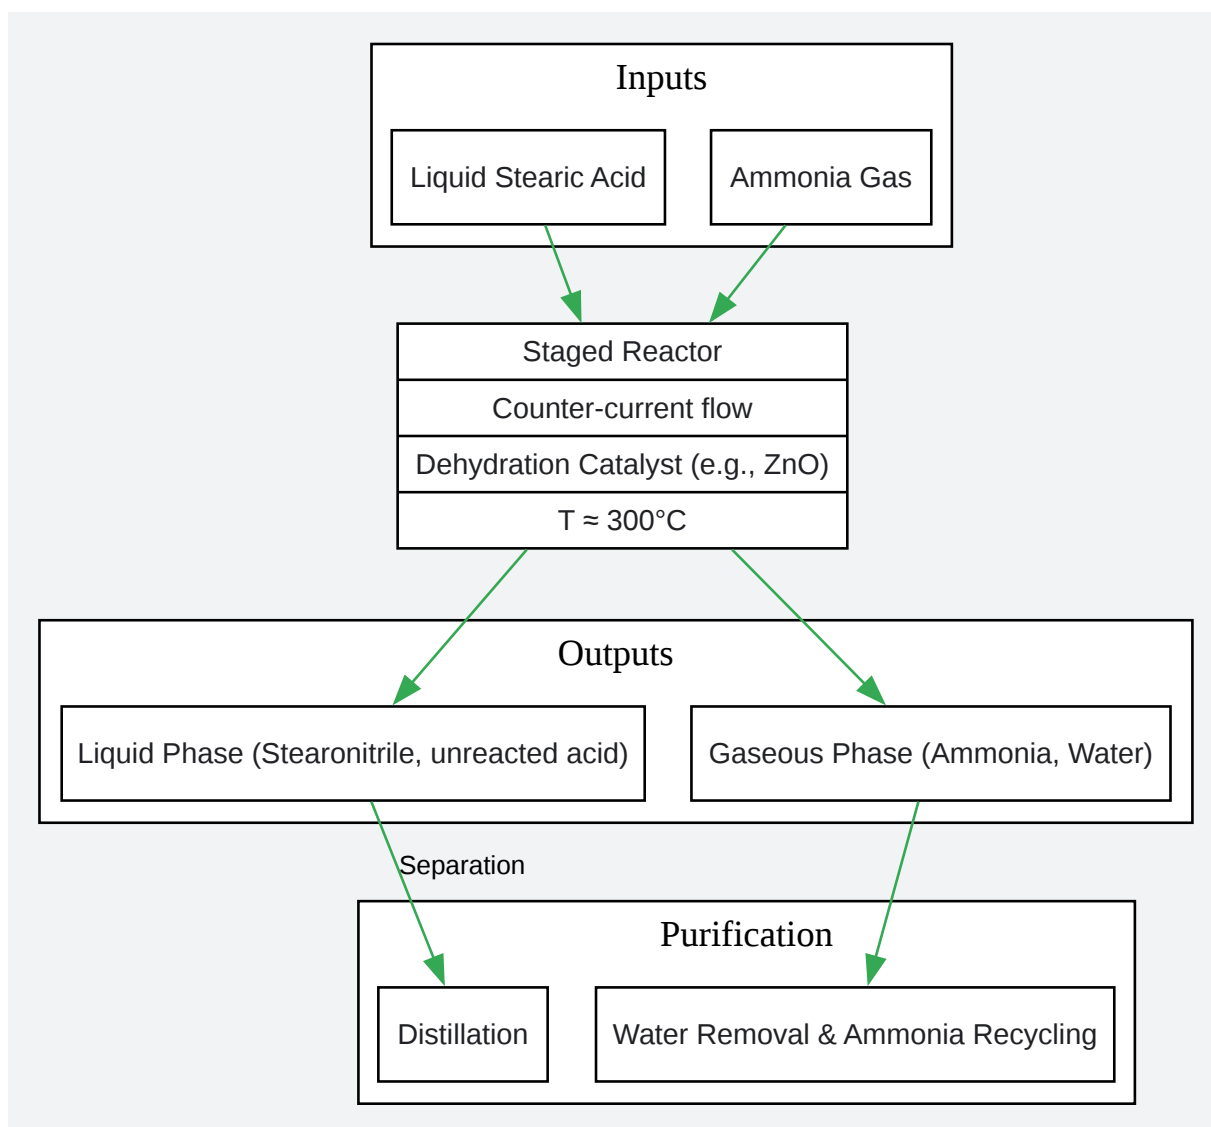 Inputs
Liquid Stearic Acid
Ammonia Gas
Staged Reactor
Counter-current flow
Dehydration Catalyst (e.g., ZnO)
T ≈ 300°C
Outputs
Liquid Phase (Stearonitrile, unreacted acid)
Gaseous Phase (Ammonia, Water)
Separation
Purification
Distillation
Water Removal & Ammonia Recycling